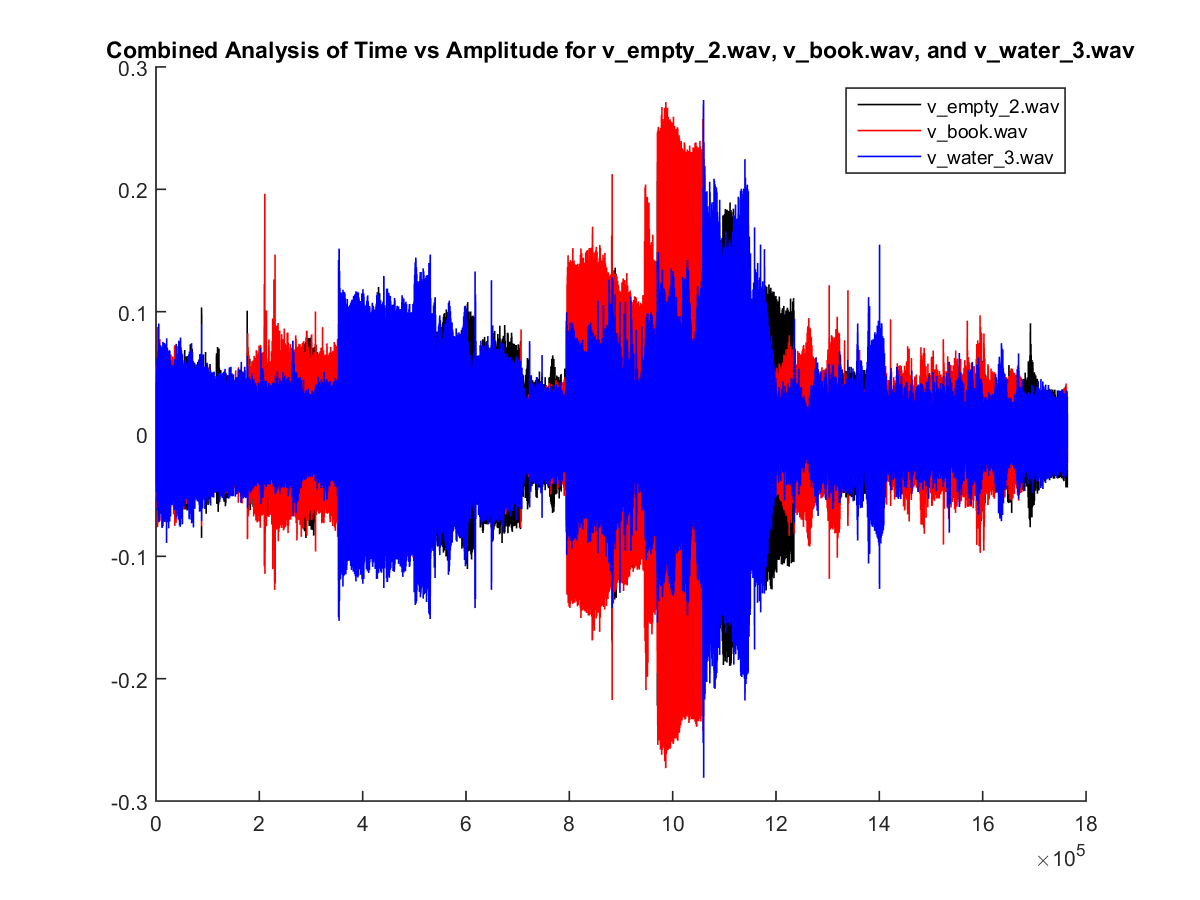 Combined Analysis of Time vs Amplitude for v_empty_2.wav, v_book.wav, and v_water_3.wav
v_empty_2.wav
v_book.wav
v_water_3.wav
0.3
0.2
0.1
0
-0.1
-0.2
-0.3
0 2 4 6 8 10 12 14 16 18
×10^5